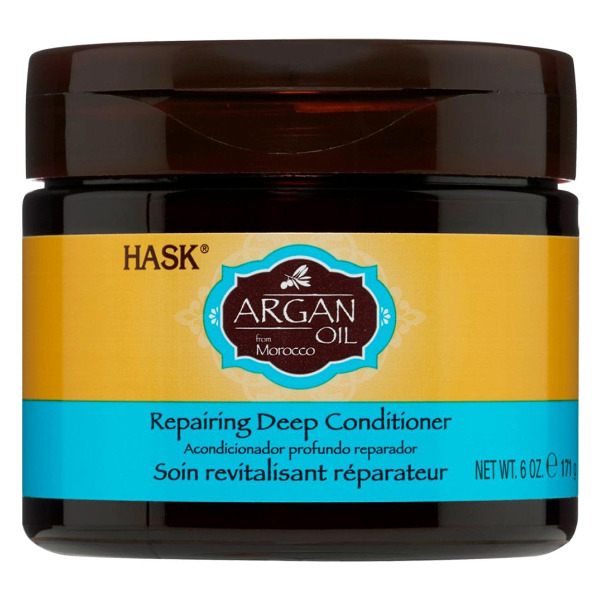 HASK®
ARGAN
from
Morocco
OIL
Repairing Deep Conditioner
Acondicionador profundo reparador
Soin revitalisant réparateur
NET WT. 6 OZ. ℮ 171 g